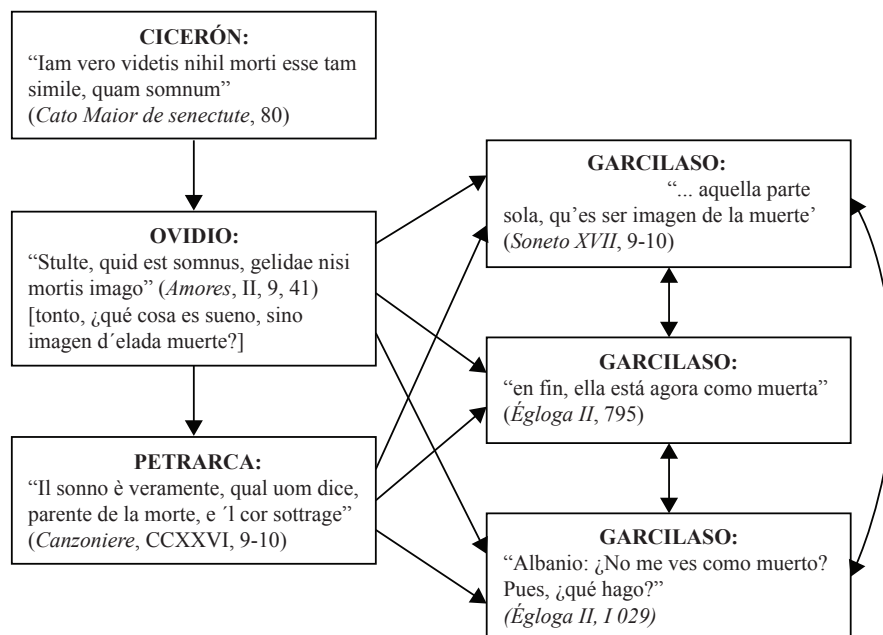 CICERÓN:
“Iam vero videtis nihil morti esse tam
simile, quam somnum”
(Cato Maior de senectute, 80)
OVIDIO:
“Stulte, quid est somnus, gelidae nisi
mortis imago” (Amores, II, 9, 41)
[tonto, ¿qué cosa es sueno, sino
imagen d´elada muerte?]
PETRARCA:
“Il sonno è veramente, qual uom dice,
parente de la morte, e ´l cor sottrage”
(Canzoniere, CCXXVI, 9-10)
GARCILASO:
“... aquella parte
sola, qu’es ser imagen de la muerte’
(Soneto XVII, 9-10)
GARCILASO:
“en fin, ella está agora como muerta”
(Égloga II, 795)
GARCILASO:
“Albanio: ¿No me ves como muerto?
Pues, ¿qué hago?”
(Égloga II, I 029)